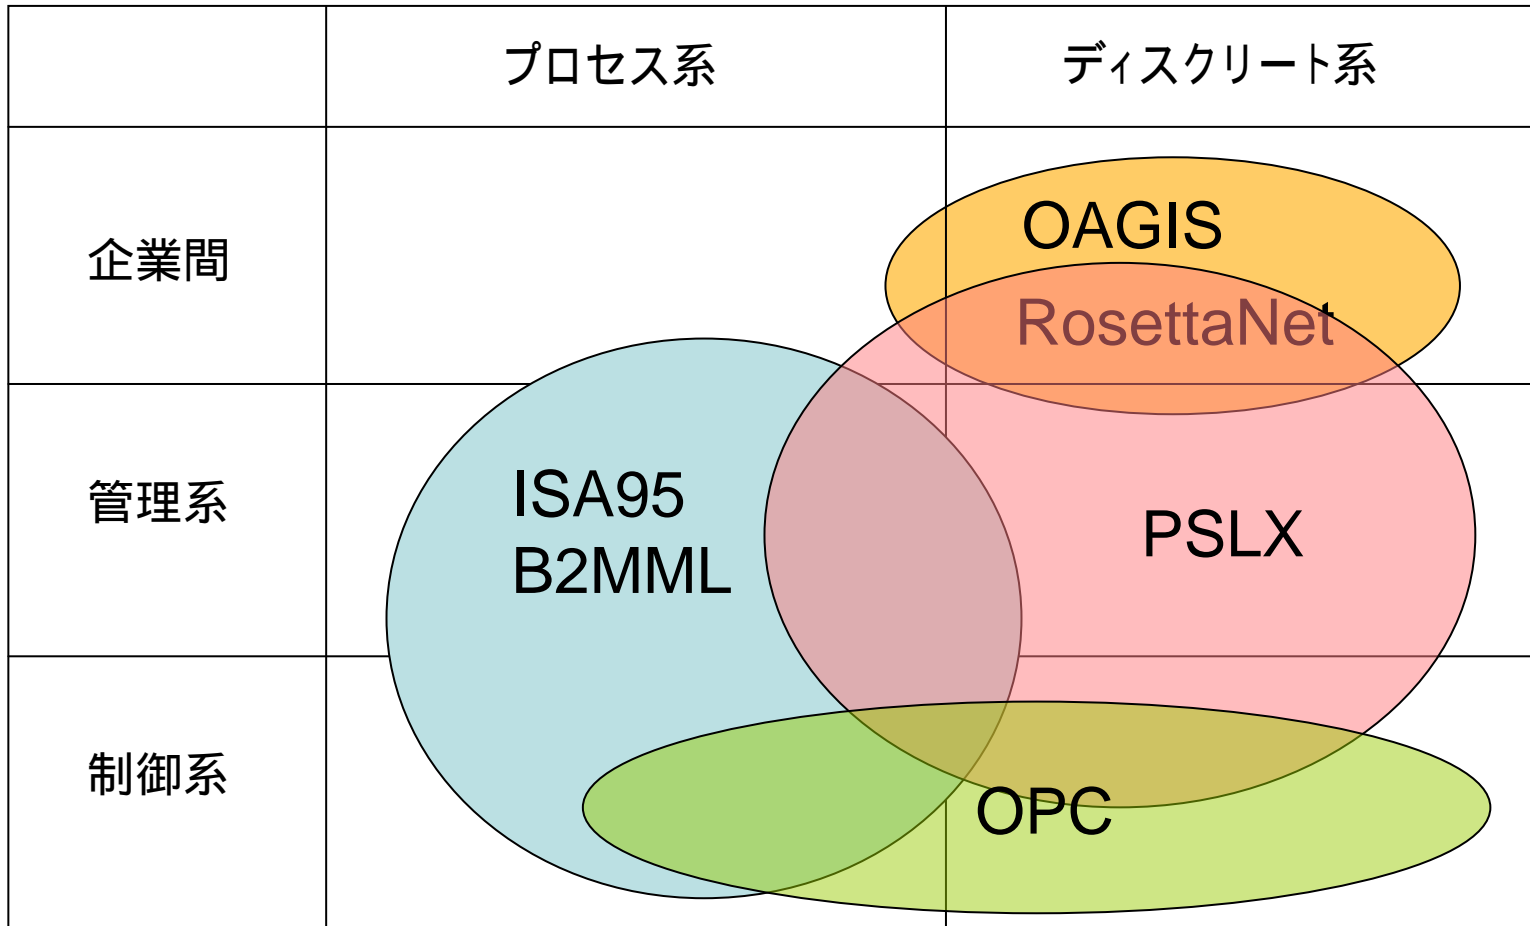 プロセス系
ディスクリート系
企業間
OAGIS
RosettaNet
管理系
ISA95
B2MML
PSLX
制御系
OPC